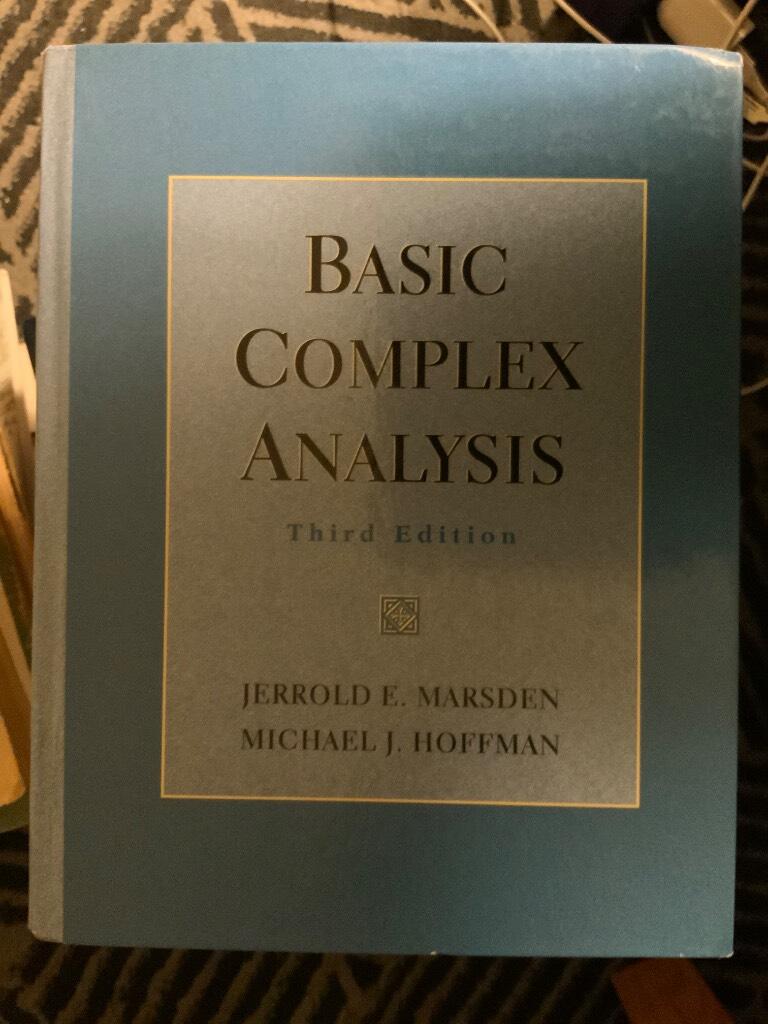 BASIC
COMPLEX
ANALYSIS
Third Edition
JERROLD E. MARSDEN
MICHAEL J. HOFFMAN